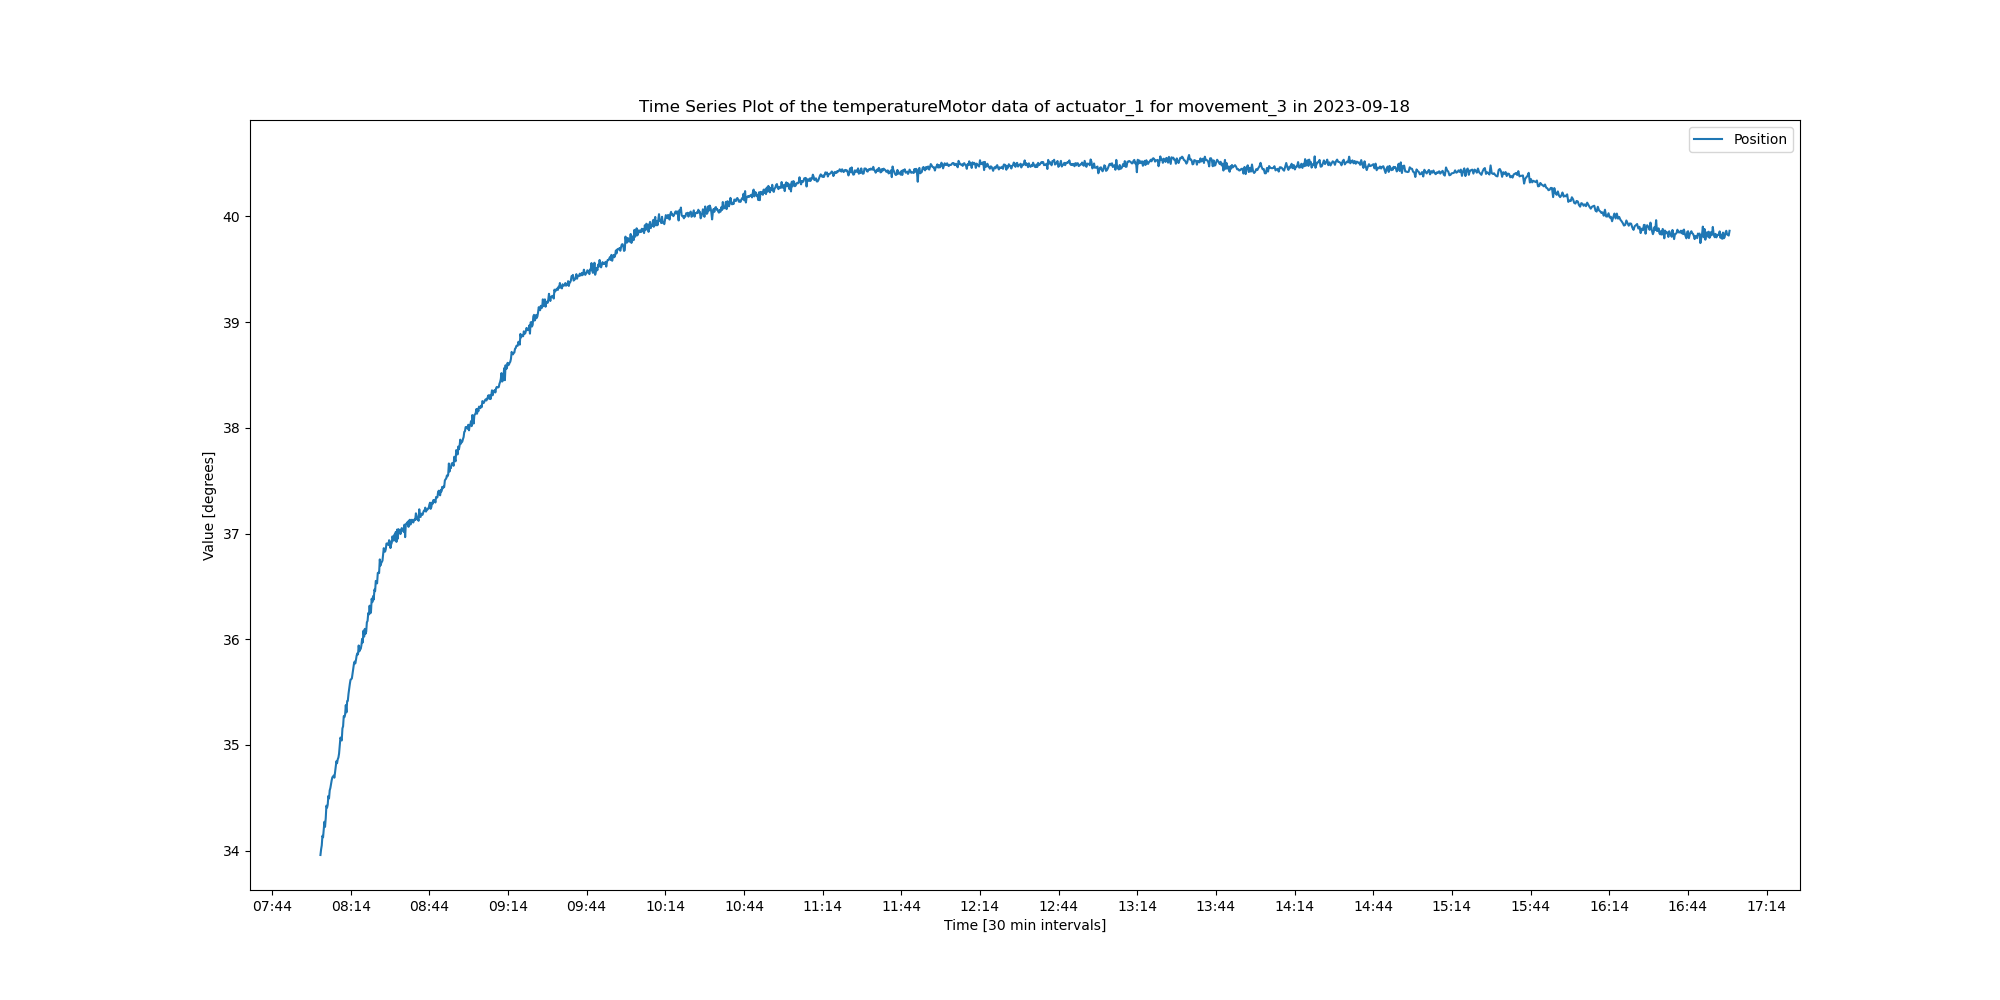 Time Series Plot of the temperatureMotor data of actuator_1 for movement_3 in 2023-09-18
Position
40
39
38
37
36
35
34
Value [degrees]
07:44 08:14 08:44 09:14 09:44 10:14 10:44 11:14 11:44 12:14 12:44 13:14 13:44 14:14 14:44 15:14 15:44 16:14 16:44 17:14
Time [30 min intervals]